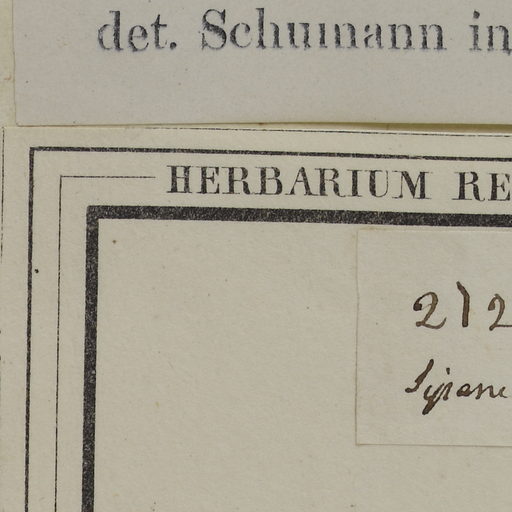 det. Schumann in
HERBARIUM RE
212